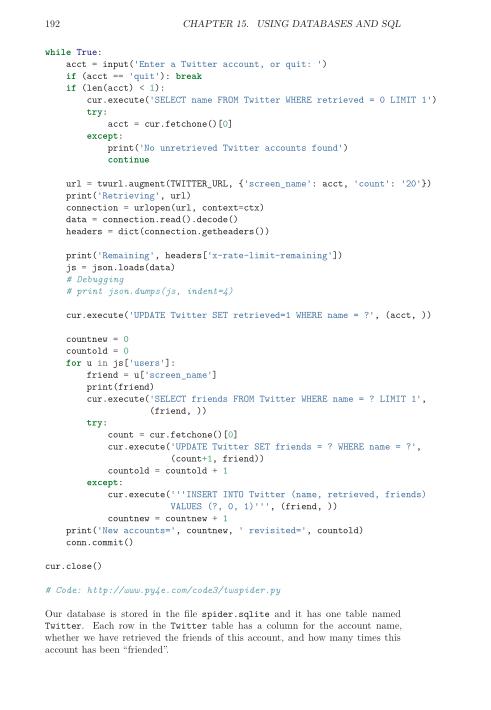 192 CHAPTER 15. USING DATABASES AND SQL
while True:
    acct = input('Enter a Twitter account, or quit: ')
    if (acct == 'quit'): break
    if (len(acct) < 1):
        cur.execute('SELECT name FROM Twitter WHERE retrieved = 0 LIMIT 1')
        try:
            acct = cur.fetchone()[0]
        except:
            print('No unretrieved Twitter accounts found')
            continue
    url = twurl.augment(TWITTER_URL, {'screen_name': acct, 'count': '20'})
    print('Retrieving', url)
    connection = urlopen(url, context=ctx)
    data = connection.read().decode()
    headers = dict(connection.getheaders())
    print('Remaining', headers['x-rate-limit-remaining'])
    js = json.loads(data)
    # Debugging
    # print json.dumps(js, indent=4)
    cur.execute('UPDATE Twitter SET retrieved=1 WHERE name = ?', (acct, ))
    countnew = 0
    countold = 0
    for u in js['users']:
        friend = u['screen_name']
        print(friend)
        cur.execute('SELECT friends FROM Twitter WHERE name = ? LIMIT 1',
                    (friend, ))
        try:
            count = cur.fetchone()[0]
            cur.execute('UPDATE Twitter SET friends = ? WHERE name = ?',
                        (count+1, friend))
            countold = countold + 1
        except:
            cur.execute('''INSERT INTO Twitter (name, retrieved, friends)
                        VALUES (?, 0, 1)''', (friend, ))
            countnew = countnew + 1
    print('New accounts=', countnew, ' revisited=', countold)
    conn.commit()
cur.close()
# Code: http://www.py4e.com/code3/twspider.py
Our database is stored in the file spider.sqlite and it has one table named
Twitter. Each row in the Twitter table has a column for the account name,
whether we have retrieved the friends of this account, and how many times this
account has been “friended”.